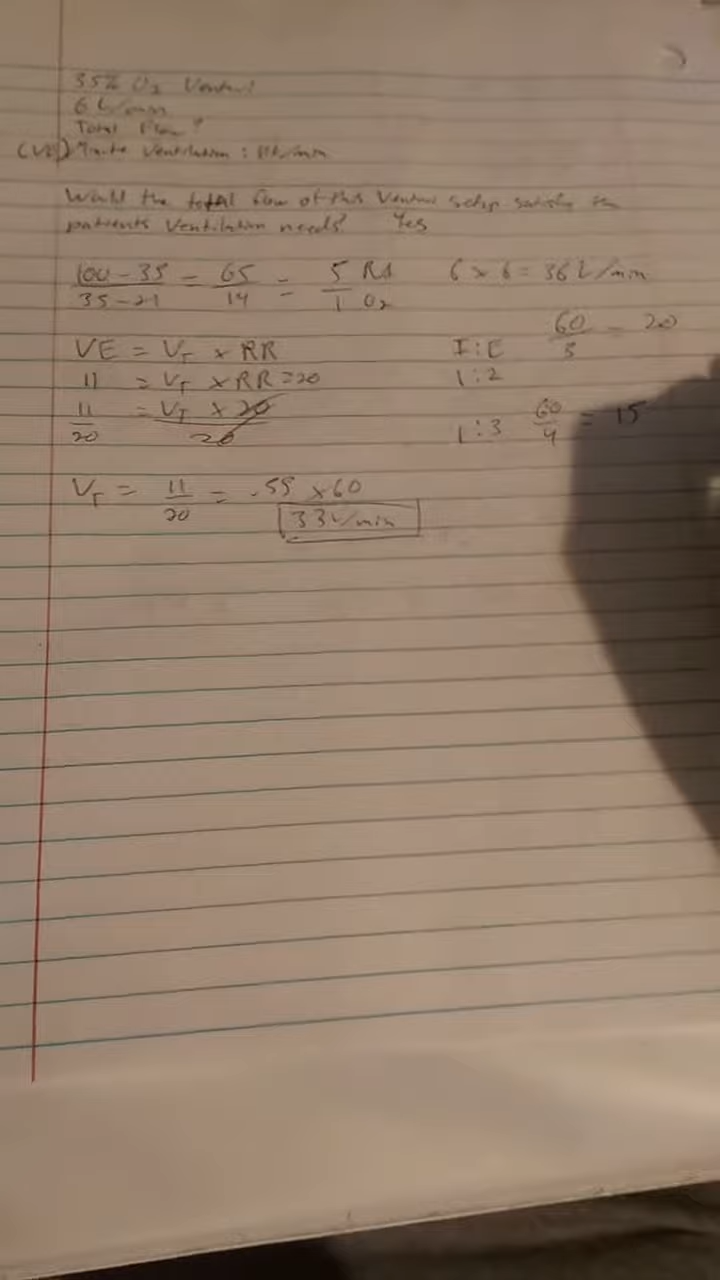 35% O2 Venturi
6 L/min
Total Flow?
(VE) Minute Ventilation: 11L/min
Would the total flow of this Venturi setup satisfy the
patients Ventilation needs? Yes
100-35 = 65 = 5 RA 6 x 6 = 36 L/min
35-21 14 1 O2
60 = 20
3
VE = VT x RR I:E
11 = VT x RR = 20 1:2
11 = VT x 20
20 20
1:3 60 = 15
4
VT = 11 = .55 x 60
20
33L/min